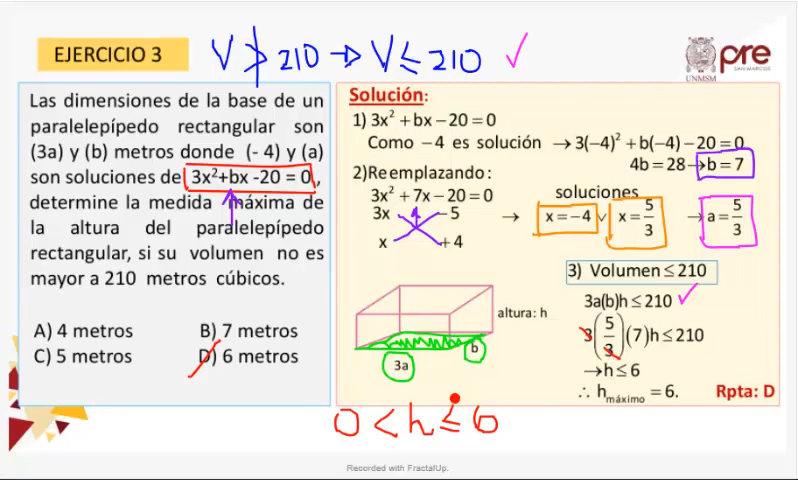 EJERCICIO 3
V ≯ 210 → V ≤ 210 ✓
UNMSM
pre
SAN MARCOS
Las dimensiones de la base de un
paralelepípedo rectangular son
(3a) y (b) metros donde (- 4) y (a)
son soluciones de 3x²+bx -20 = 0,
determine la medida máxima de
la altura del paralelepípedo
rectangular, si su volumen no es
mayor a 210 metros cúbicos.
A) 4 metros B) 7 metros
C) 5 metros D) 6 metros
Solución:
1) 3x² + bx − 20 = 0
Como −4 es solución → 3(−4)² + b(−4) − 20 = 0
4b = 28 → b = 7
2)Reemplazando:
3x² + 7x − 20 = 0
3x − 5
x + 4
soluciones
→ x = −4 ∨ x = 5/3 → a = 5/3
3) Volumen ≤ 210
3a(b)h ≤ 210 ✓
3(5/3)(7)h ≤ 210
→ h ≤ 6
∴ h máximo = 6. Rpta: D
altura: h
b
3a
0 < h ≤ 6
Recorded with FractalUp.